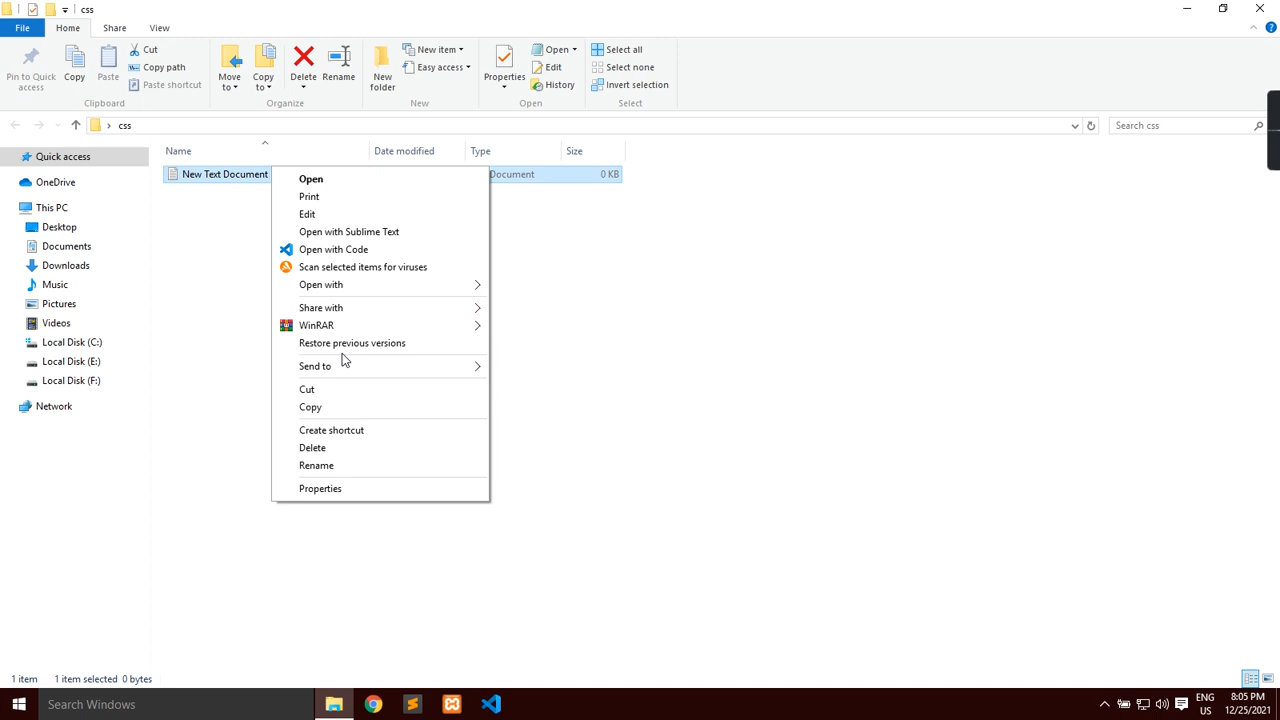 css
File
Home
Share
View
Pin to Quick access
Copy
Paste
Cut
Copy path
Paste shortcut
Clipboard
Move to
Copy to
Delete
Rename
Organize
New folder
New item
Easy access
New
Properties
Open
Edit
History
Open
Select all
Select none
Invert selection
Select
css
Search css
Name
Date modified
Type
Size
New Text Document
Document
0 KB
Quick access
OneDrive
This PC
Desktop
Documents
Downloads
Music
Pictures
Videos
Local Disk (C:)
Local Disk (E:)
Local Disk (F:)
Network
Open
Print
Edit
Open with Sublime Text
Open with Code
Scan selected items for viruses
Open with
Share with
WinRAR
Restore previous versions
Send to
Cut
Copy
Create shortcut
Delete
Rename
Properties
1 item
1 item selected 0 bytes
Search Windows
ENG
US
8:05 PM
12/25/2021